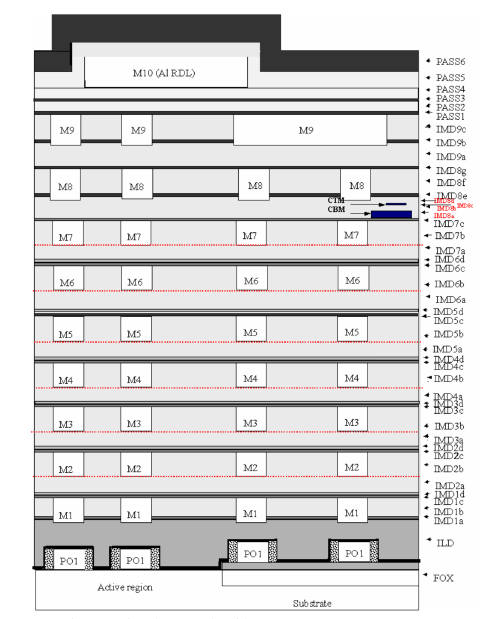 PASS6
M10 (Al RDL)
PASS5
PASS4
PASS3
PASS2
PASS1
M9 M9 M9
IMD9c
IMD9b
IMD9a
IMD8g
M8 M8 M8 M8
IMD8f
IMD8e
CTM
IMD8d
IMD8c
IMD8b
CBM
IMD8a
IMD7c
M7 M7 M7 M7
IMD7b
IMD7a
IMD6d
IMD6c
M6 M6 M6 M6
IMD6b
IMD6a
IMD5d
IMD5c
M5 M5 M5 M5
IMD5b
IMD5a
IMD4d
IMD4c
M4 M4 M4 M4
IMD4b
IMD4a
IMD3d
IMD3c
M3 M3 M3 M3
IMD3b
IMD3a
IMD2d
IMD2c
M2 M2 M2 M2
IMD2b
IMD2a
IMD1d
IMD1c
M1 M1 M1 M1
IMD1b
IMD1a
ILD
PO1 PO1 PO1 PO1
FOX
Active region
Substrate